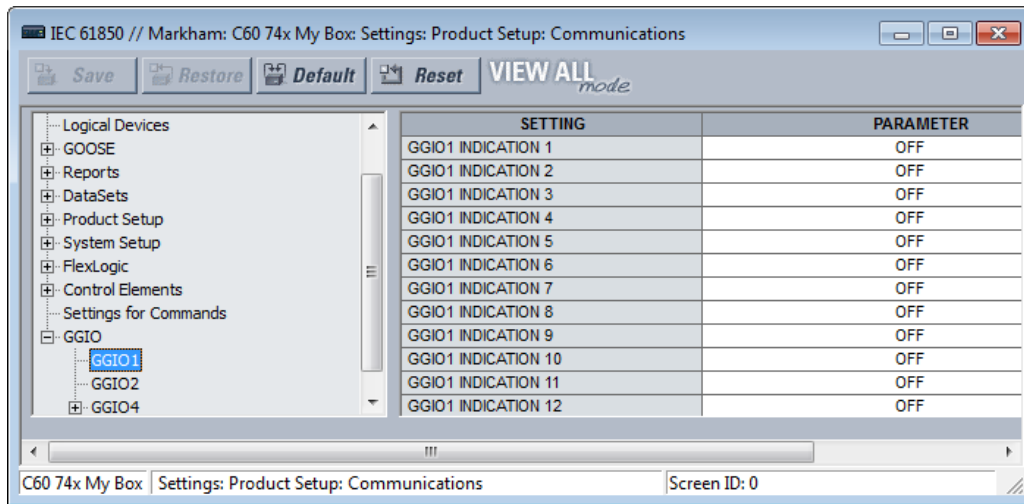 IEC 61850 // Markham: C60 74x My Box: Settings: Product Setup: Communications
Save Restore Default Reset VIEW ALL mode
Logical Devices
GOOSE
Reports
DataSets
Product Setup
System Setup
FlexLogic
Control Elements
Settings for Commands
GGIO
GGIO1
GGIO2
GGIO4
SETTING PARAMETER
GGIO1 INDICATION 1 OFF
GGIO1 INDICATION 2 OFF
GGIO1 INDICATION 3 OFF
GGIO1 INDICATION 4 OFF
GGIO1 INDICATION 5 OFF
GGIO1 INDICATION 6 OFF
GGIO1 INDICATION 7 OFF
GGIO1 INDICATION 8 OFF
GGIO1 INDICATION 9 OFF
GGIO1 INDICATION 10 OFF
GGIO1 INDICATION 11 OFF
GGIO1 INDICATION 12 OFF
C60 74x My Box Settings: Product Setup: Communications Screen ID: 0